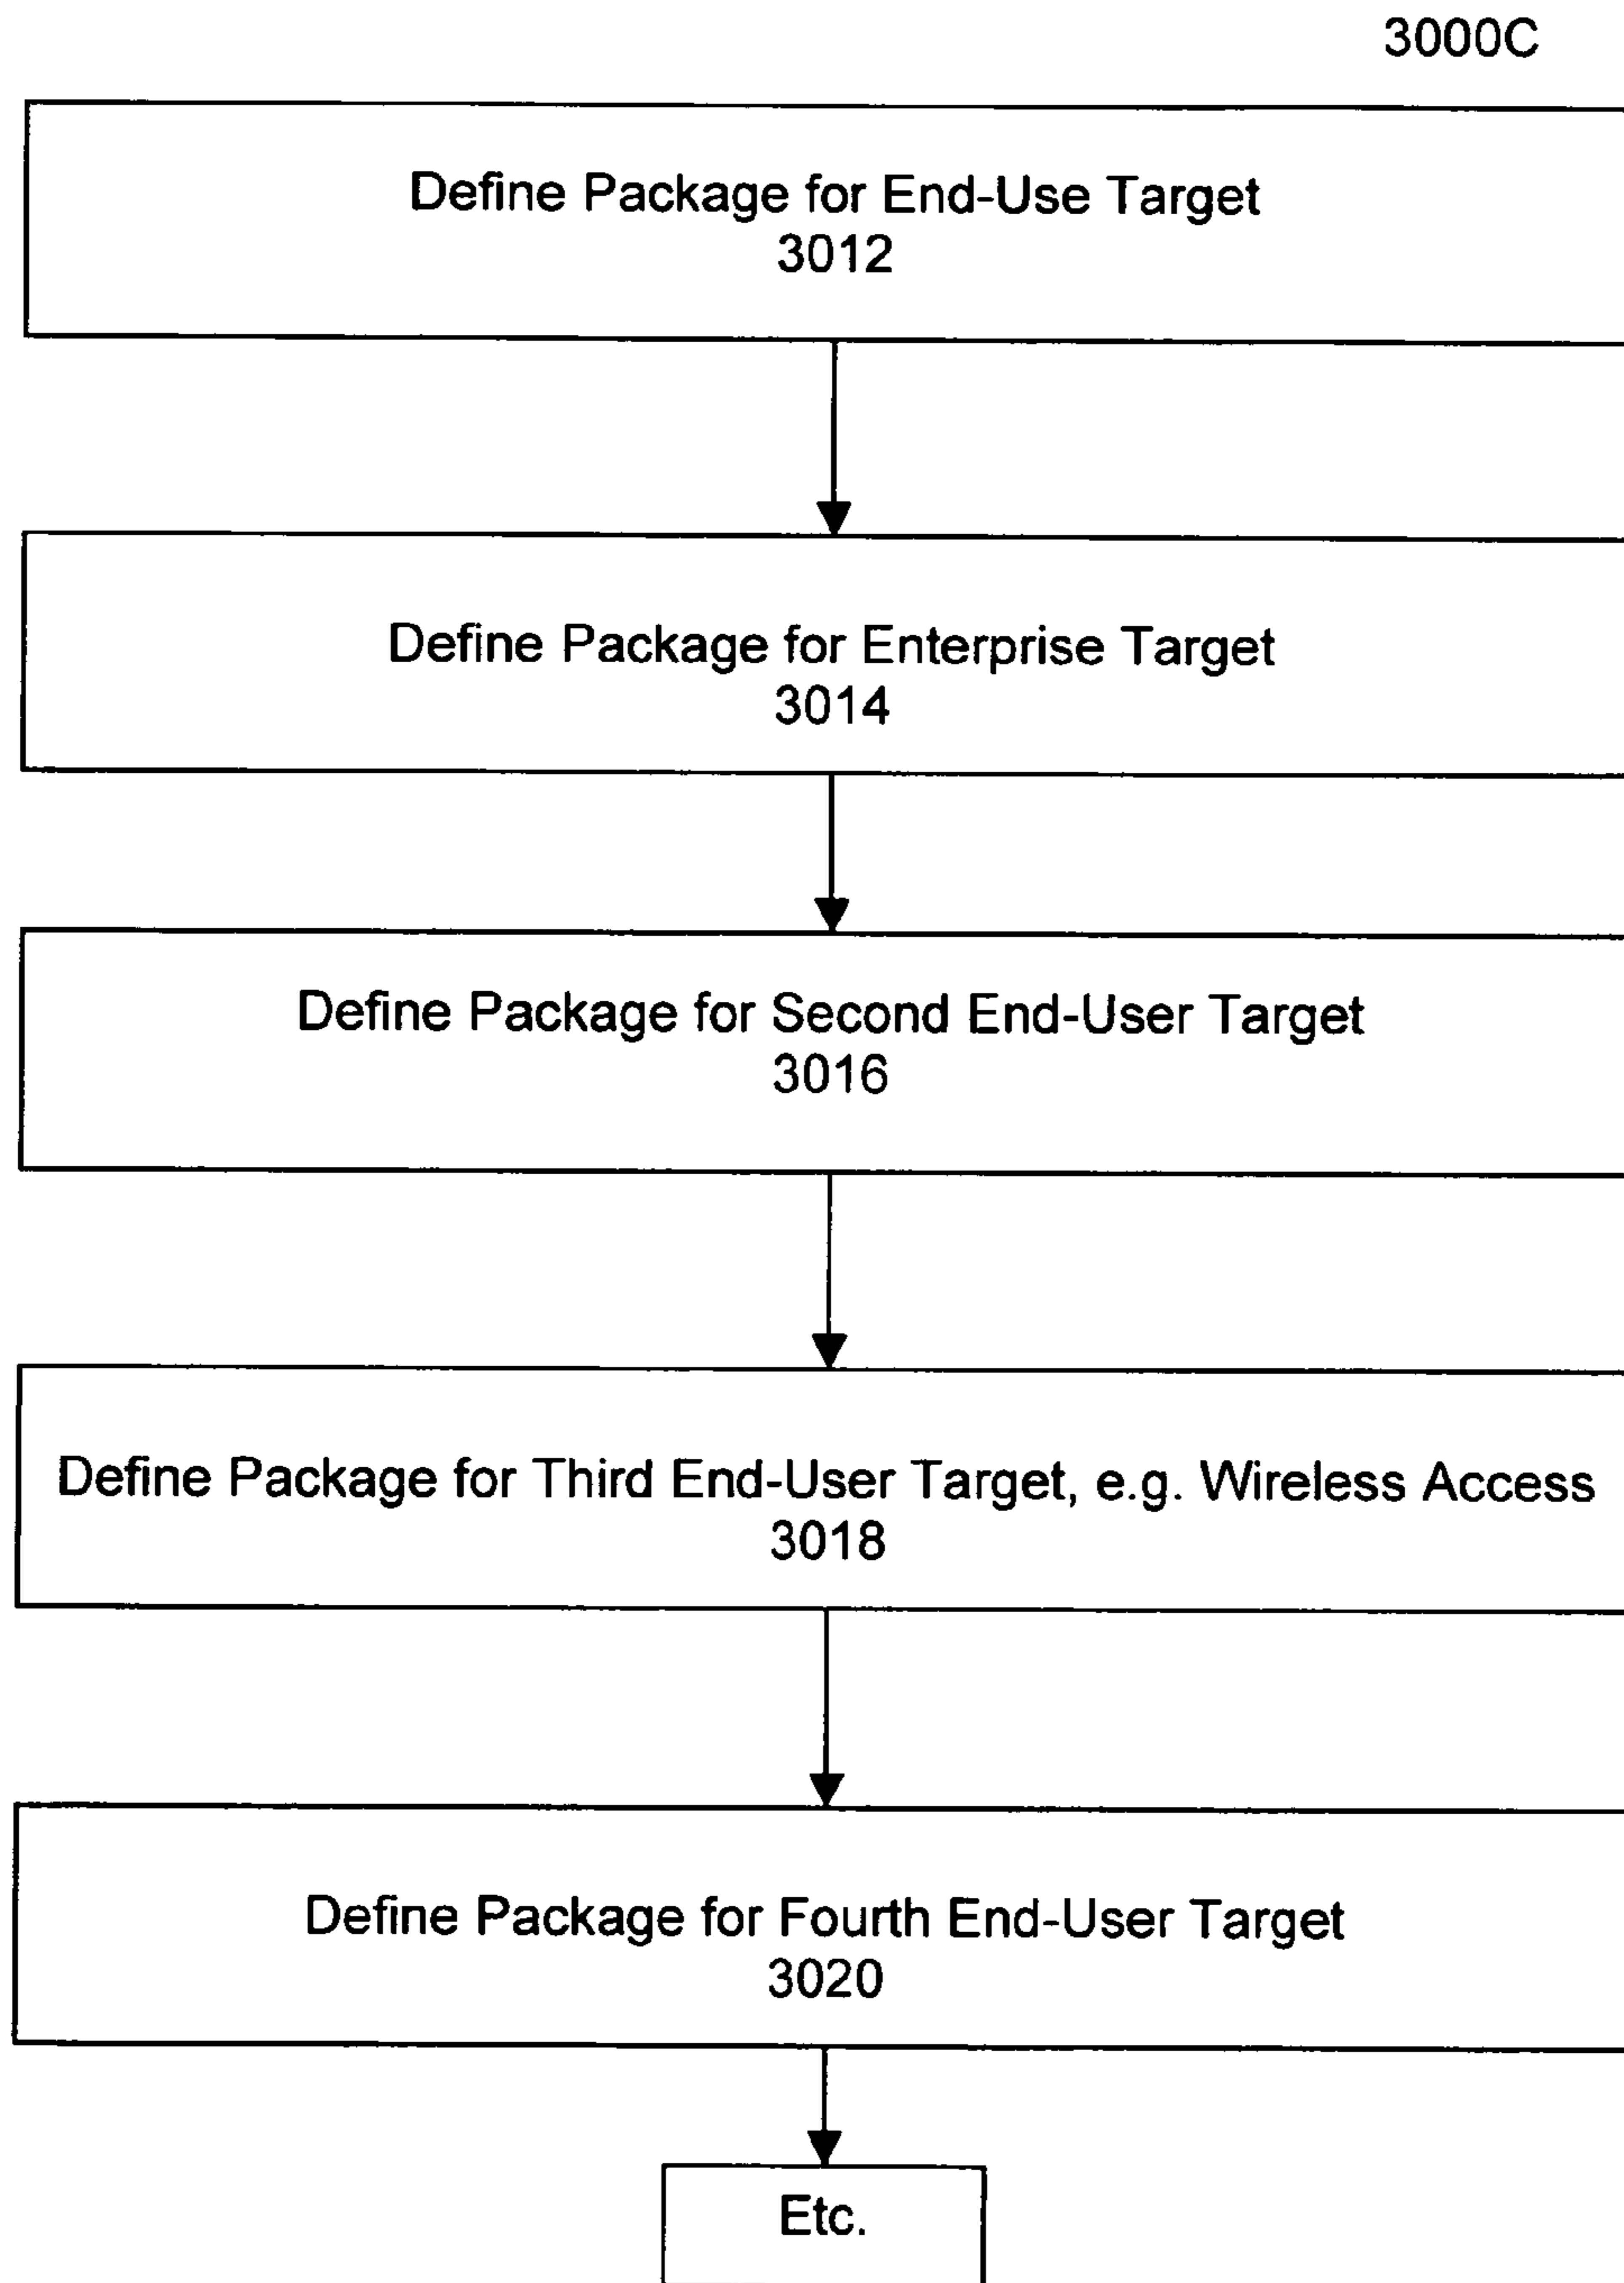 3000C
Define Package for End-Use Target
3012
Define Package for Enterprise Target
3014
Define Package for Second End-User Target
3016
Define Package for Third End-User Target, e.g. Wireless Access
3018
Define Package for Fourth End-User Target
3020
Etc.